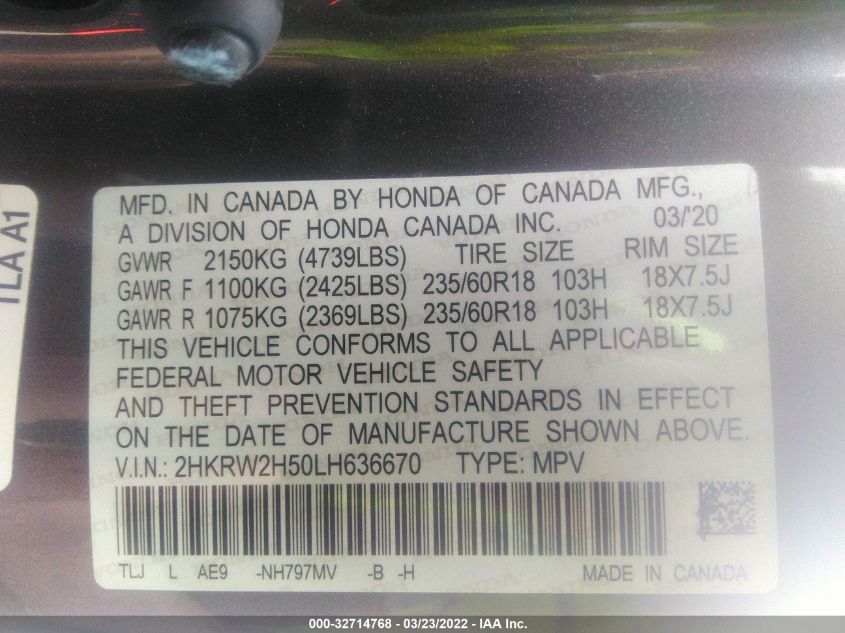 MFD. IN CANADA BY HONDA OF CANADA MFG.,
A DIVISION OF HONDA CANADA INC. 03/'20
GVWR 2150KG (4739LBS) TIRE SIZE RIM SIZE
GAWR F 1100KG (2425LBS) 235/60R18 103H 18X7.5J
GAWR R 1075KG (2369LBS) 235/60R18 103H 18X7.5J
THIS VEHICLE CONFORMS TO ALL APPLICABLE
FEDERAL MOTOR VEHICLE SAFETY
AND THEFT PREVENTION STANDARDS IN EFFECT
ON THE DATE OF MANUFACTURE SHOWN ABOVE.
V.I.N.: 2HKRW2H50LH636670 TYPE: MPV
TLJ L AE9 -NH797MV -B -H MADE IN CANADA
TLA A1
000-32714768 - 03/23/2022 - IAA Inc.